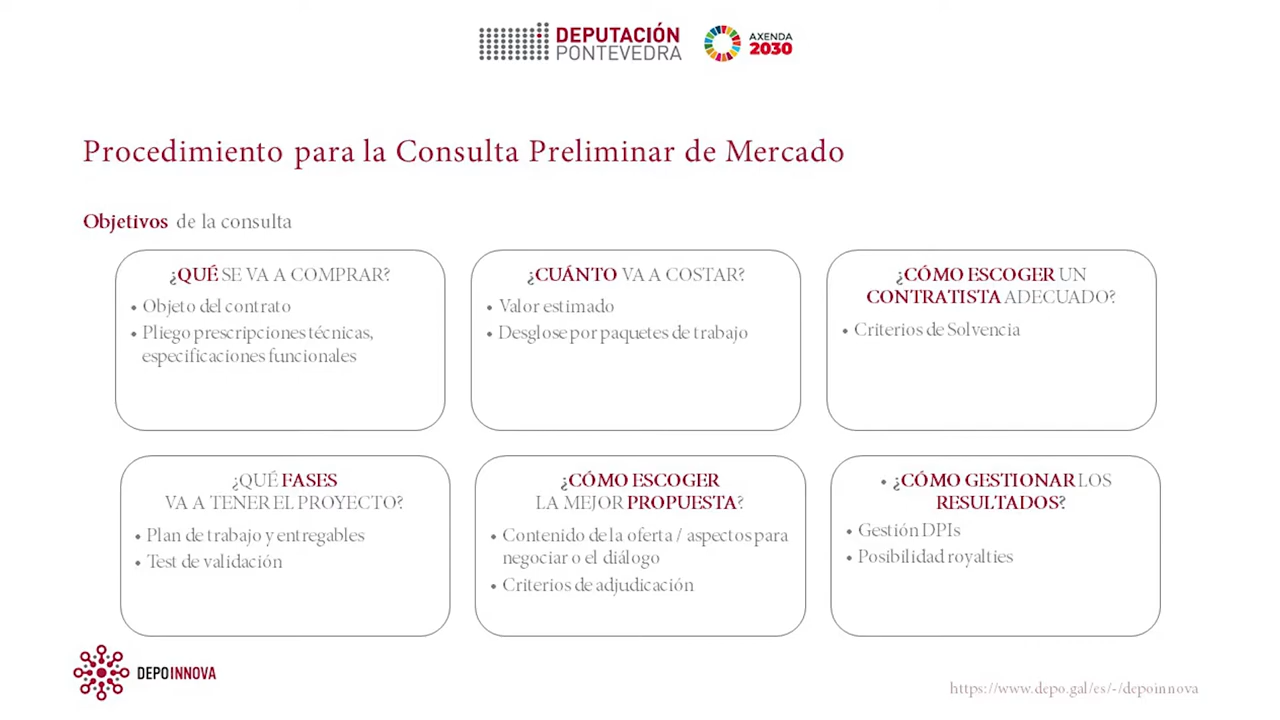 DEPUTACIÓN
PONTEVEDRA
AXENDA
2030
Procedimiento para la Consulta Preliminar de Mercado
Objetivos de la consulta
¿QUÉ SE VA A COMPRAR?
• Objeto del contrato
• Pliego prescripciones técnicas,
especificaciones funcionales
¿CUÁNTO VA A COSTAR?
• Valor estimado
• Desglose por paquetes de trabajo
¿CÓMO ESCOGER UN
CONTRATISTA ADECUADO?
• Criterios de Solvencia
¿QUÉ FASES
VA A TENER EL PROYECTO?
• Plan de trabajo y entregables
• Test de validación
¿CÓMO ESCOGER
LA MEJOR PROPUESTA?
• Contenido de la oferta / aspectos para
negociar o el diálogo
• Criterios de adjudicación
• ¿CÓMO GESTIONAR LOS
RESULTADOS?
• Gestión DPIs
• Posibilidad royalties
DEPOINNOVA
https://www.depo.gal/es/-/depoinnova